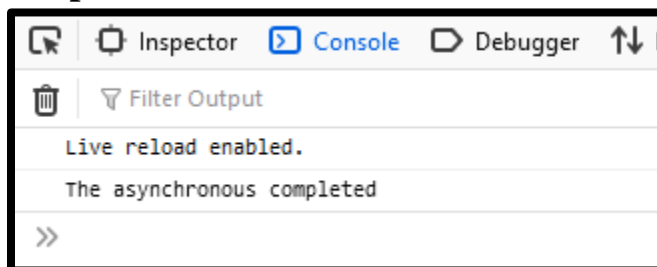 Inspector Console Debugger
Filter Output
Live reload enabled.
The asynchronous completed